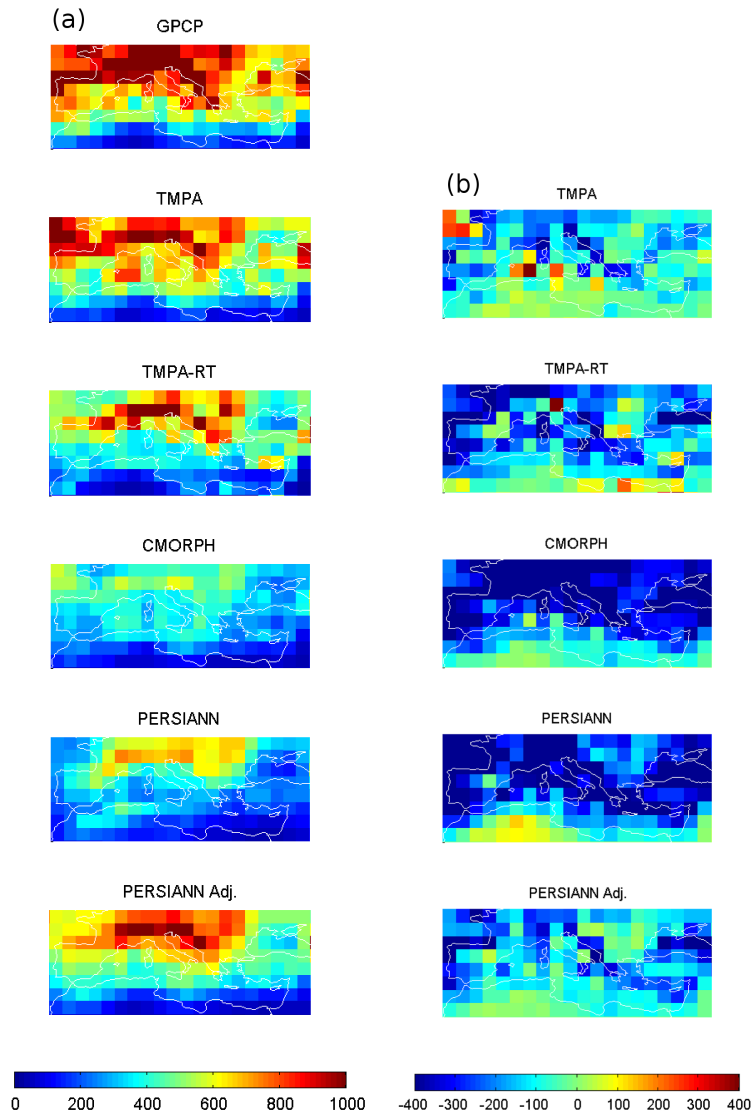 (a)
GPCP
TMPA
TMPA-RT
CMORPH
PERSIANN
PERSIANN Adj.
0 200 400 600 800 1000
(b)
TMPA
TMPA-RT
CMORPH
PERSIANN
PERSIANN Adj.
-400 -300 -200 -100 0 100 200 300 400